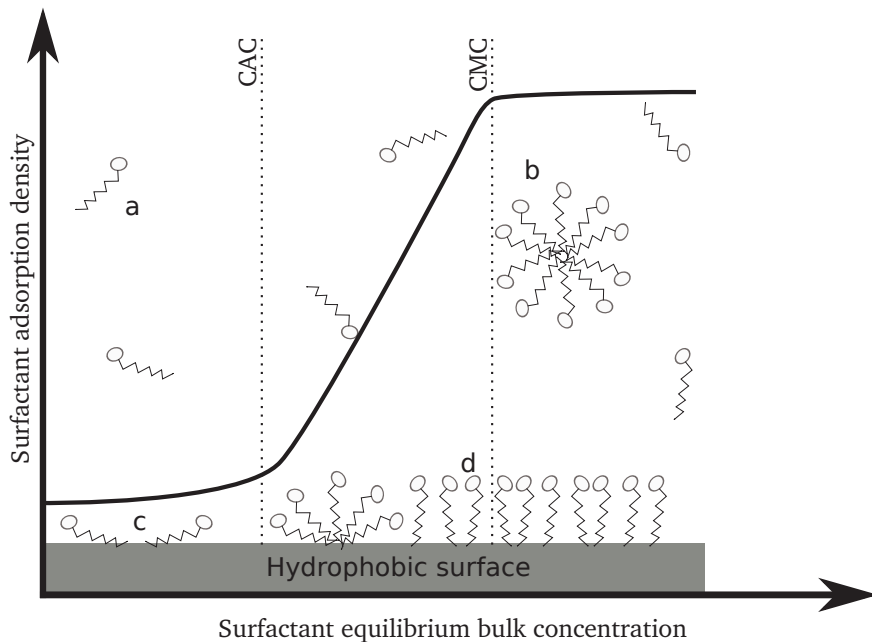 CAC
CMC
Surfactant adsorption density
a
b
c
d
Hydrophobic surface
Surfactant equilibrium bulk concentration